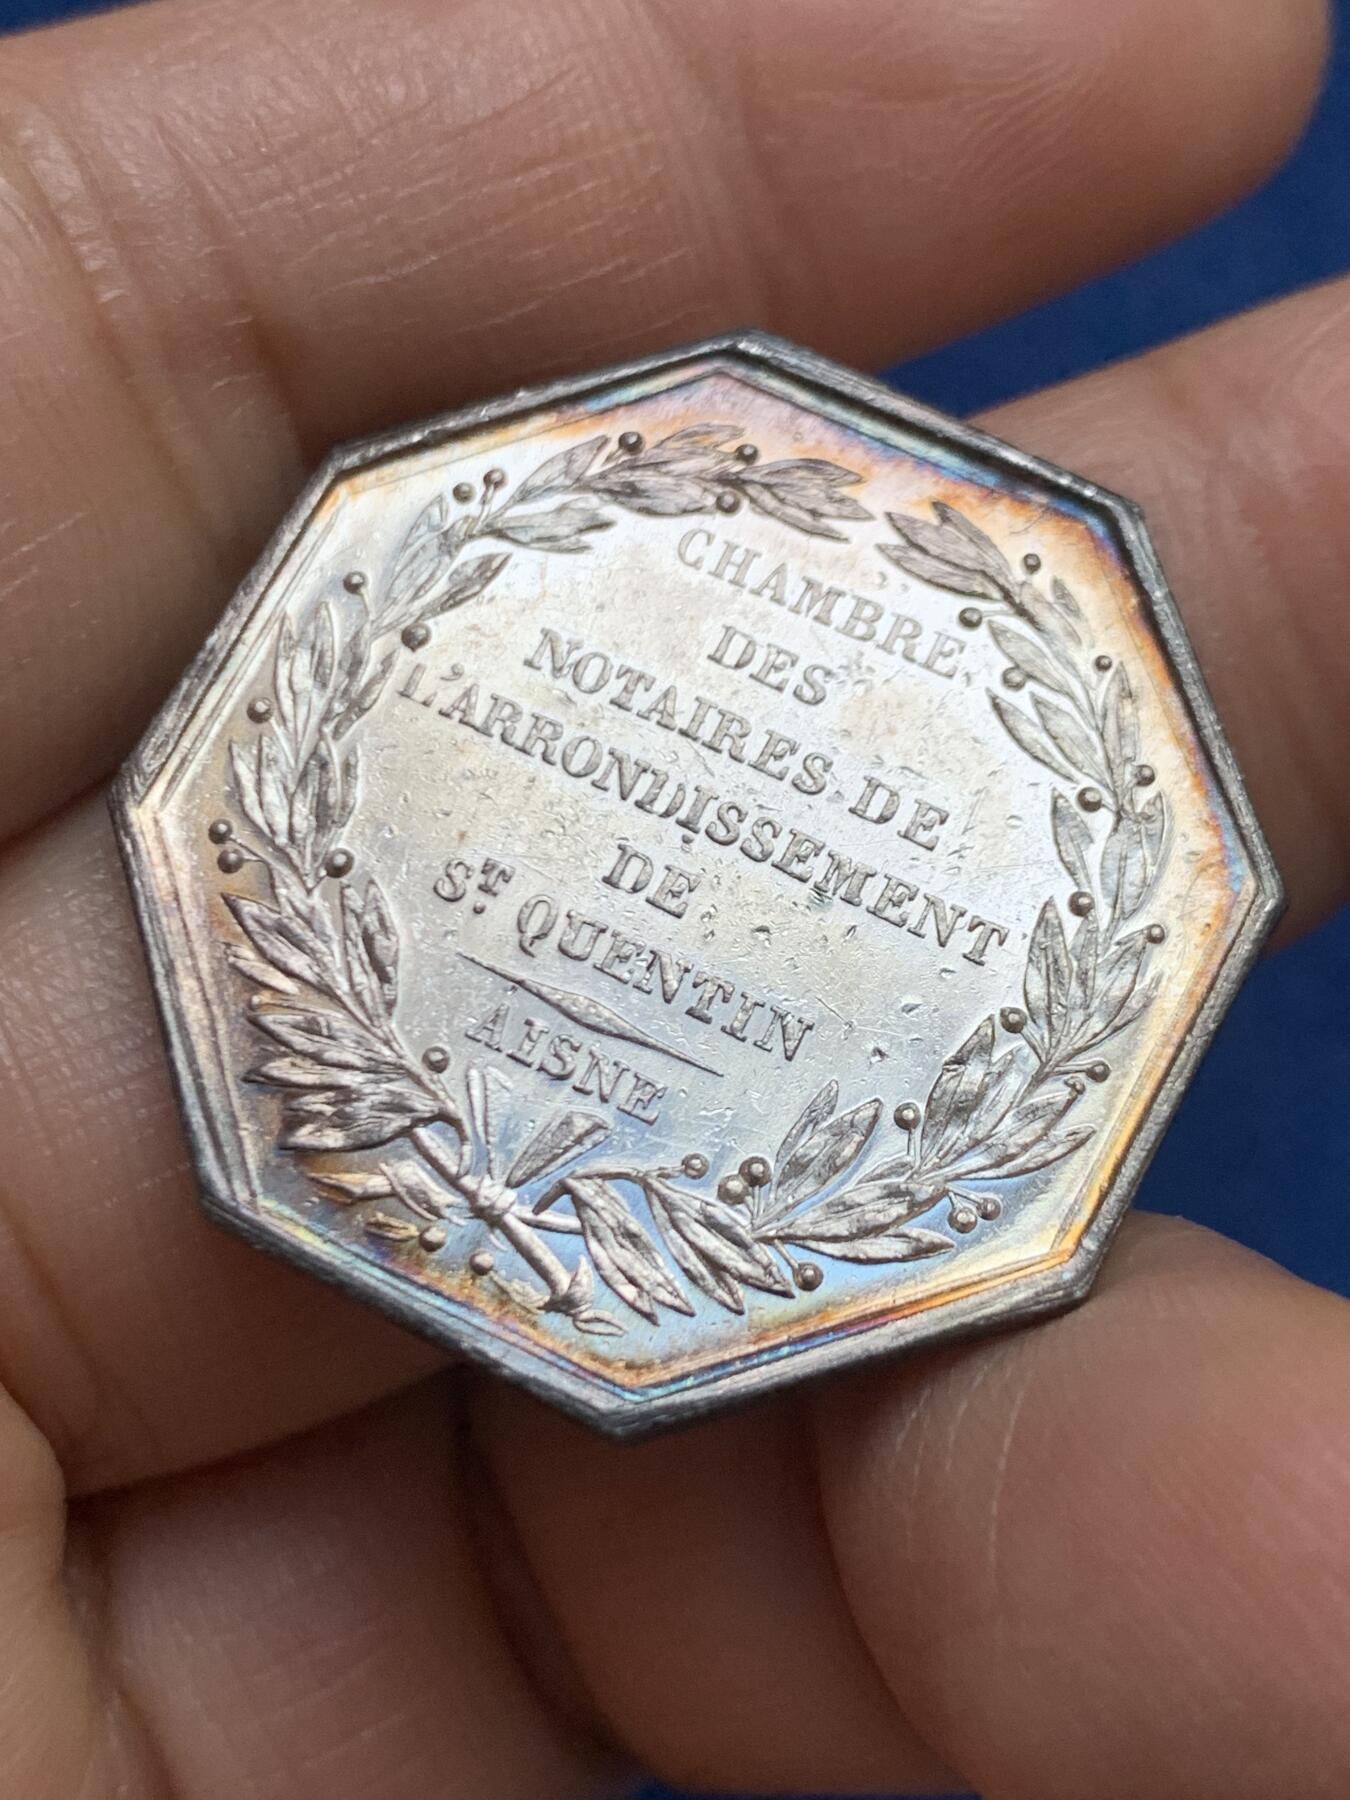 CHAMBRE
DES
NOTAIRES DE
L'ARRONDISSEMENT
DE
ST. QUENTIN
AISNE